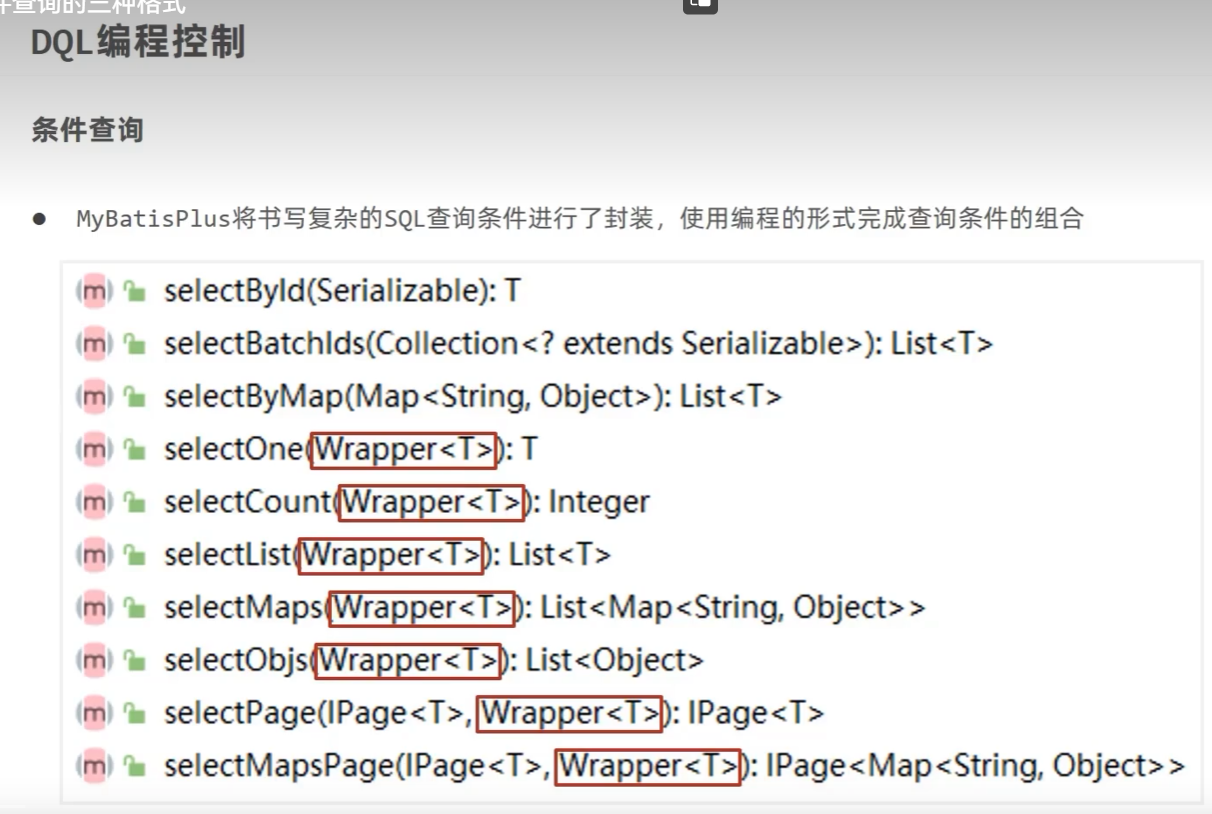 件查询的三种格式
DQL编程控制
条件查询
● MyBatisPlus将书写复杂的SQL查询条件进行了封装，使用编程的形式完成查询条件的组合
m selectById(Serializable): T
m selectBatchIds(Collection<? extends Serializable>): List<T>
m selectByMap(Map<String, Object>): List<T>
m selectOne(Wrapper<T>): T
m selectCount(Wrapper<T>): Integer
m selectList(Wrapper<T>): List<T>
m selectMaps(Wrapper<T>): List<Map<String, Object>>
m selectObjs(Wrapper<T>): List<Object>
m selectPage(IPage<T>, Wrapper<T>): IPage<T>
m selectMapsPage(IPage<T>, Wrapper<T>): IPage<Map<String, Object>>